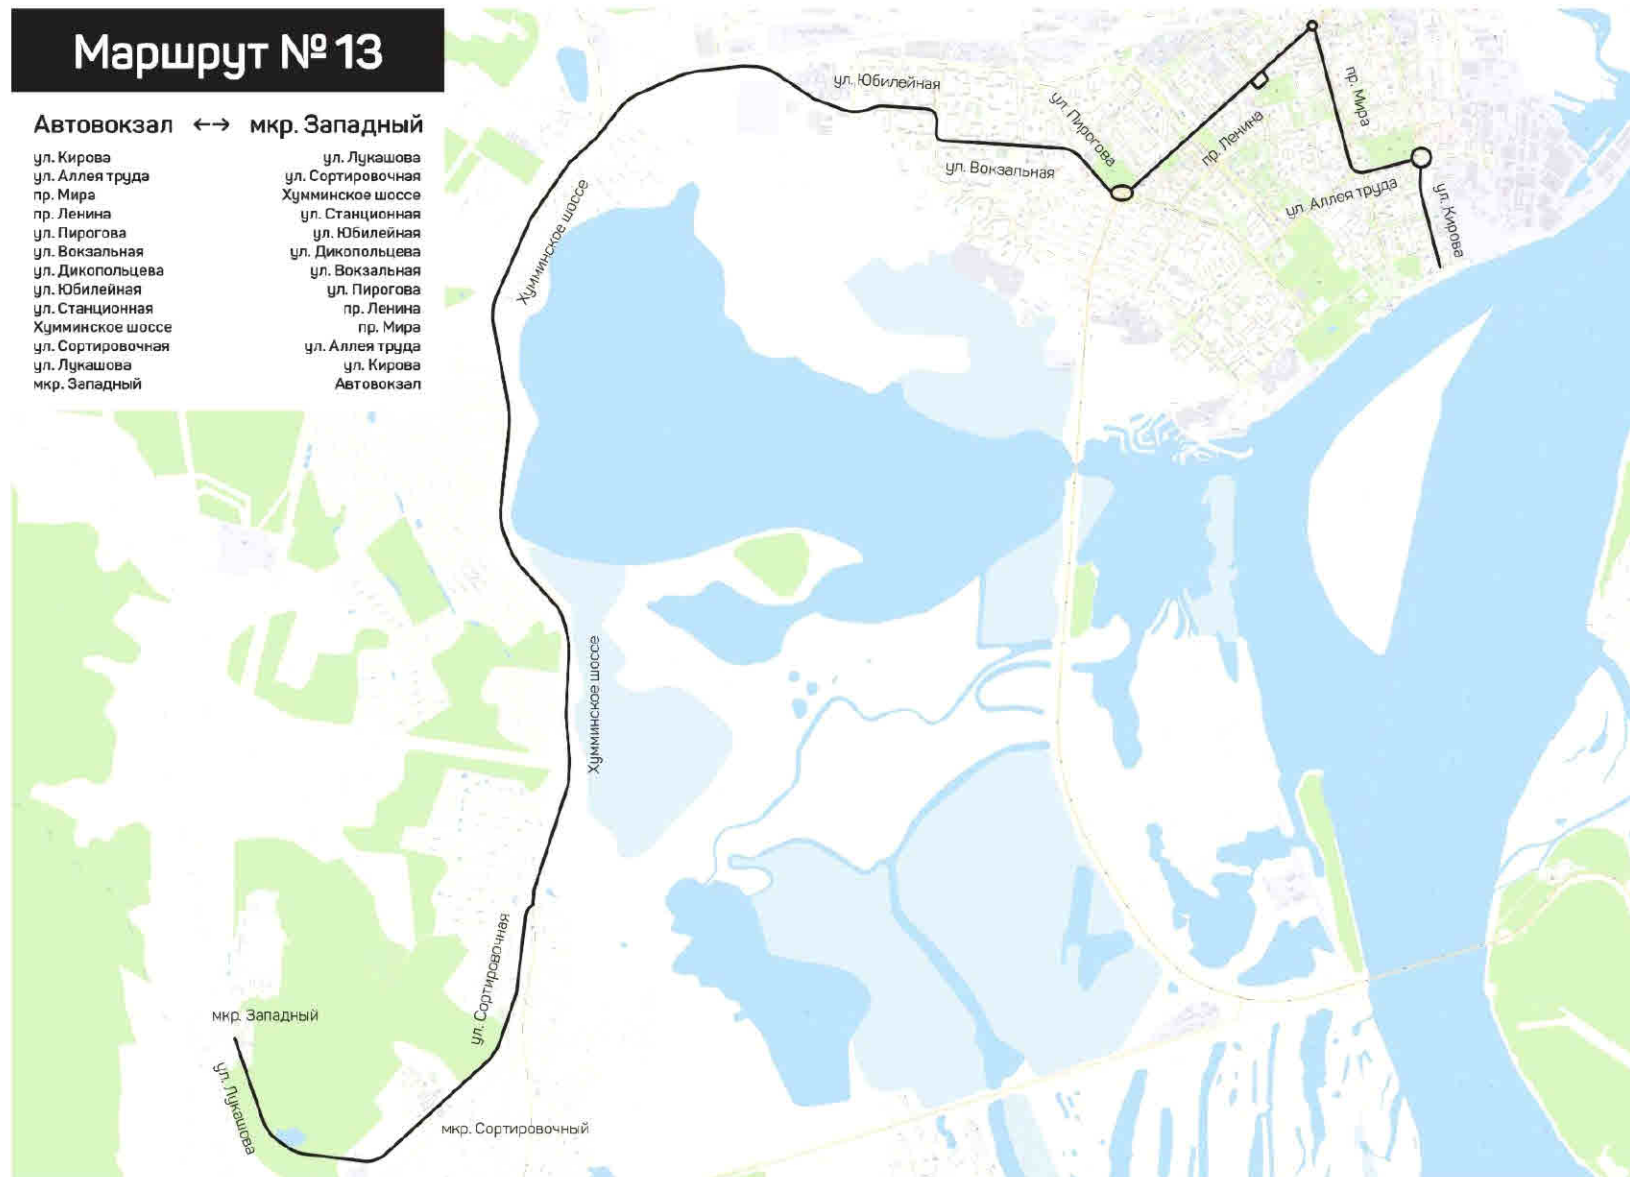 Маршрут № 13
Автовокзал ↔ мкр. Западный
ул. Кирова
ул. Аллея труда
пр. Мира
пр. Ленина
ул. Пирогова
ул. Вокзальная
ул. Дикопольцева
ул. Юбилейная
ул. Станционная
Хумминское шоссе
ул. Сортировочная
ул. Лукашова
мкр. Западный
ул. Лукашова
ул. Сортировочная
Хумминское шоссе
ул. Станционная
ул. Юбилейная
ул. Дикопольцева
ул. Вокзальная
ул. Пирогова
пр. Ленина
пр. Мира
ул. Аллея труда
ул. Кирова
Автовокзал
ул. Юбилейная
ул. Пирогова
пр. Мира
пр. Ленина
ул. Вокзальная
ул. Аллея труда
ул. Кирова
Хумминское шоссе
Хумминское шоссе
ул. Сортировочная
мкр. Западный
ул. Лукашова
мкр. Сортировочный